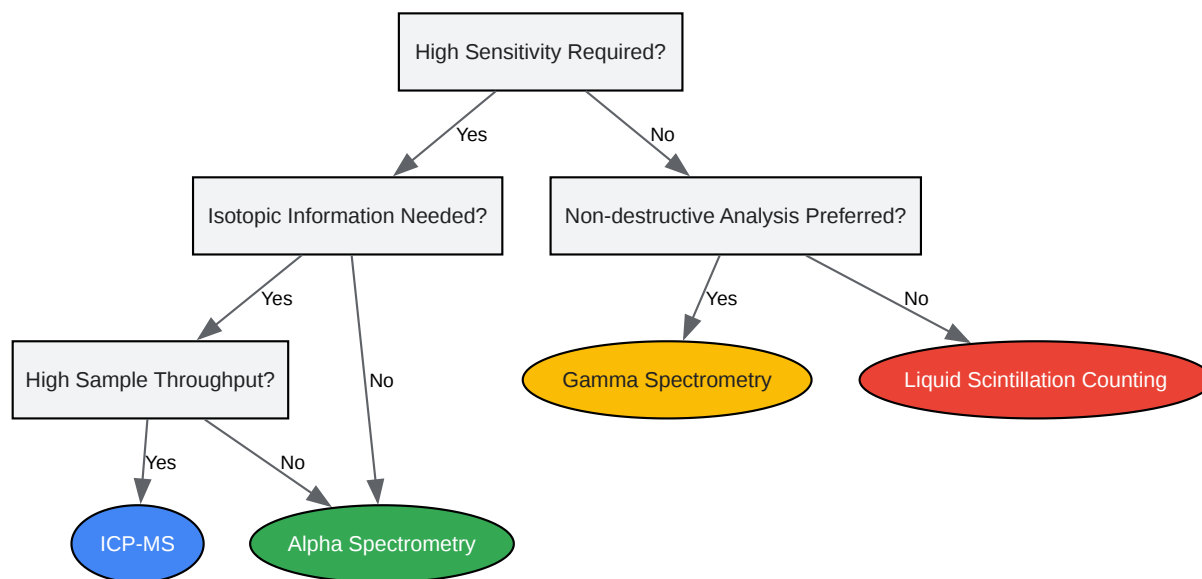 High Sensitivity Required?
Yes
No
Isotopic Information Needed?
Non-destructive Analysis Preferred?
Yes
No
Yes
No
High Sample Throughput?
Gamma Spectrometry
Liquid Scintillation Counting
Yes
No
ICP-MS
Alpha Spectrometry